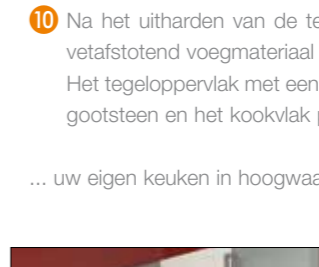 10 Na het uitharden van de te
vetafstotend voegmateriaal
Het tegeloppervlak met een
gootsteen en het kookvlak p
... uw eigen keuken in hoogwaa